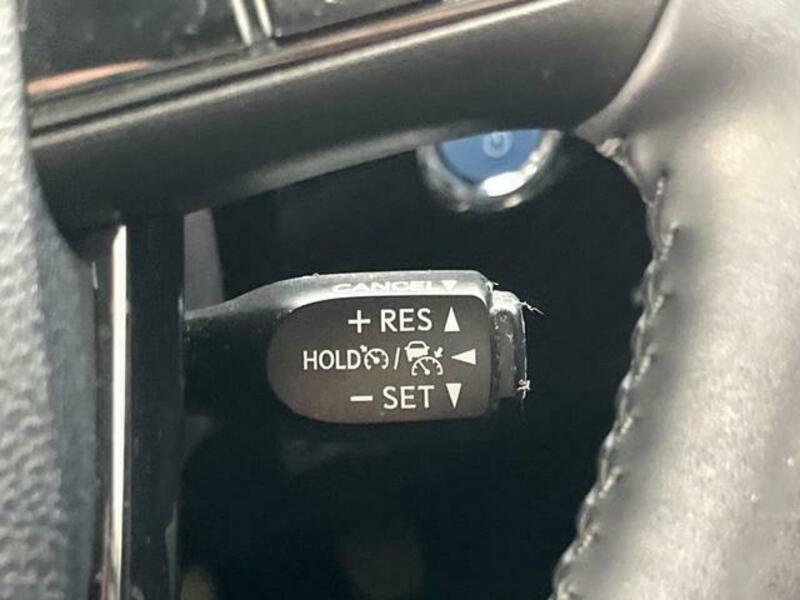 CANCEL▼
+ RES ▲
HOLD / ◀
− SET ▼